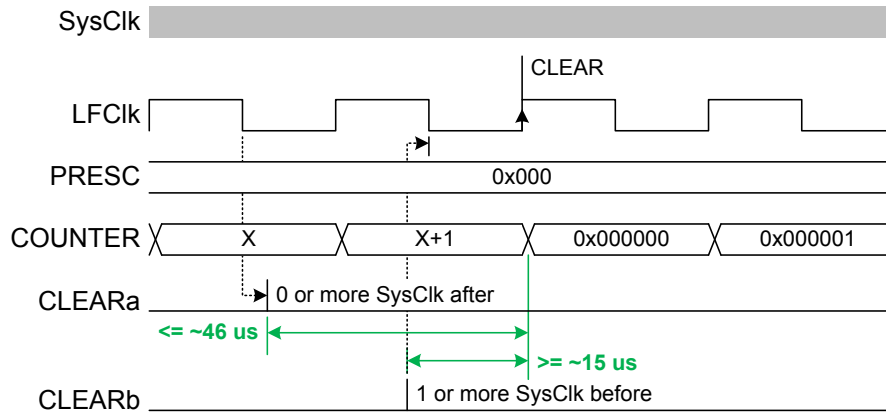 SysClk
CLEAR
LFClk
PRESC
0x000
COUNTER
X
X+1
0x000000
0x000001
CLEARa
0 or more SysClk after
<= ~46 us
>= ~15 us
CLEARb
1 or more SysClk before